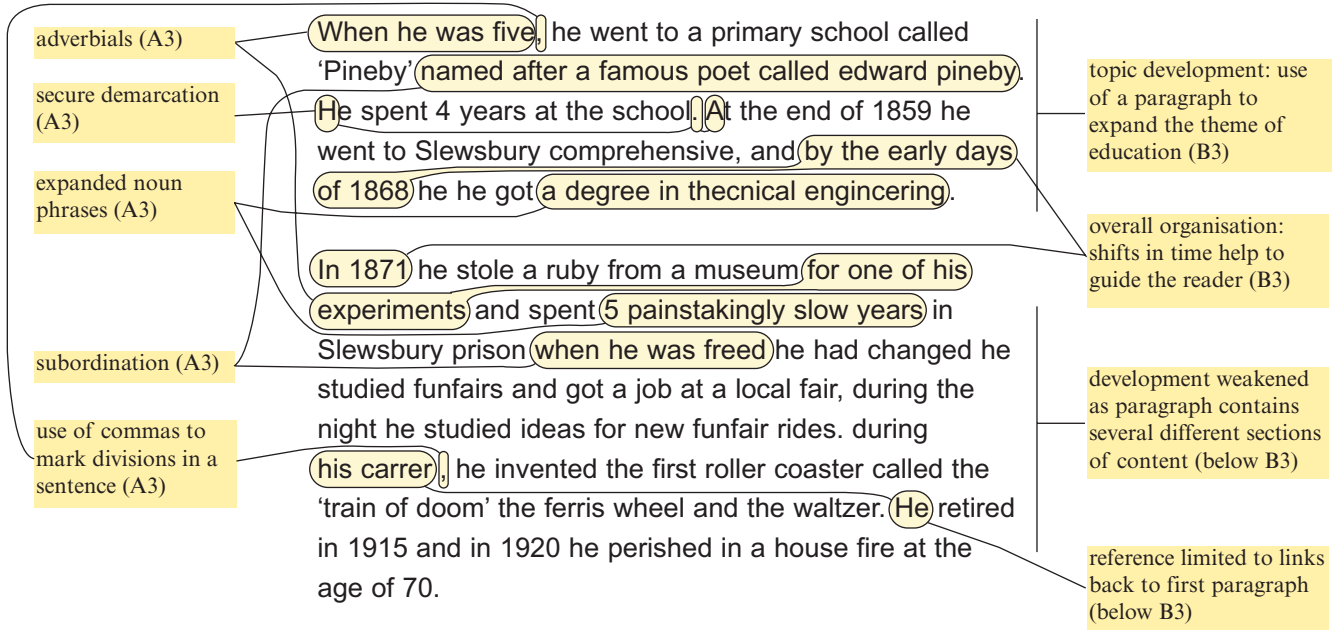 adverbials (A3)
secure demarcation
(A3)
expanded noun
phrases (A3)
subordination (A3)
use of commas to
mark divisions in a
sentence (A3)
When he was five, he went to a primary school called
‘Pineby’ named after a famous poet called edward pineby.
He spent 4 years at the school. At the end of 1859 he
went to Slewsbury comprehensive, and by the early days
of 1868 he he got a degree in thecnical engincering.
In 1871 he stole a ruby from a museum for one of his
experiments and spent 5 painstakingly slow years in
Slewsbury prison when he was freed he had changed he
studied funfairs and got a job at a local fair, during the
night he studied ideas for new funfair rides. during
his carrer, he invented the first roller coaster called the
‘train of doom’ the ferris wheel and the waltzer. He retired
in 1915 and in 1920 he perished in a house fire at the
age of 70.
topic development: use
of a paragraph to
expand the theme of
education (B3)
overall organisation:
shifts in time help to
guide the reader (B3)
development weakened
as paragraph contains
several different sections
of content (below B3)
reference limited to links
back to first paragraph
(below B3)